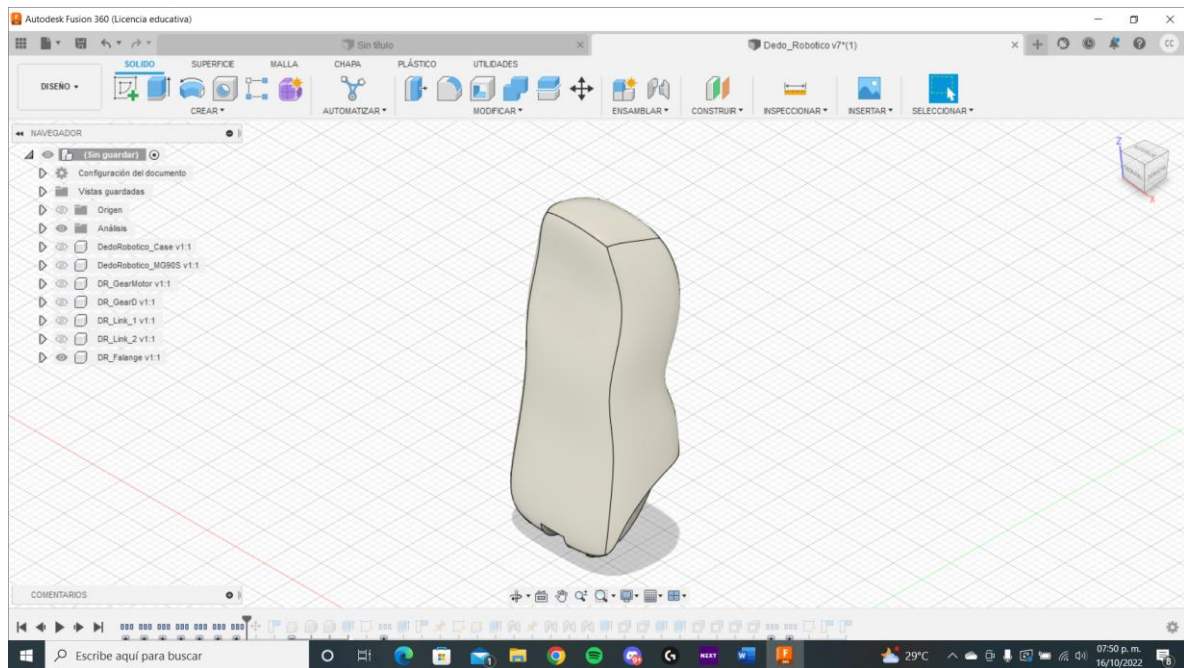 Autodesk Fusion 360 (Licencia educativa)
Sin título
Dedo_Robotico v7*(1)
CC
SOLIDO SUPERFICIE MALLA CHAPA PLÁSTICO UTILIDADES
DISEÑO
CREAR AUTOMATIZAR MODIFICAR ENSAMBLAR CONSTRUIR INSPECCIONAR INSERTAR SELECCIONAR
NAVEGADOR
(Sin guardar)
Configuración del documento
Vistas guardadas
Origen
Análisis
DedoRobotico_Case v1:1
DedoRobotico_MG90S v1:1
DR_GearMotor v1:1
DR_GearD v1:1
DR_Link_1 v1:1
DR_Link_2 v1:1
DR_Falange v1:1
Z
X
COMENTARIOS
Escribe aquí para buscar
NZXT
29°C
07:50 p. m.
16/10/2022